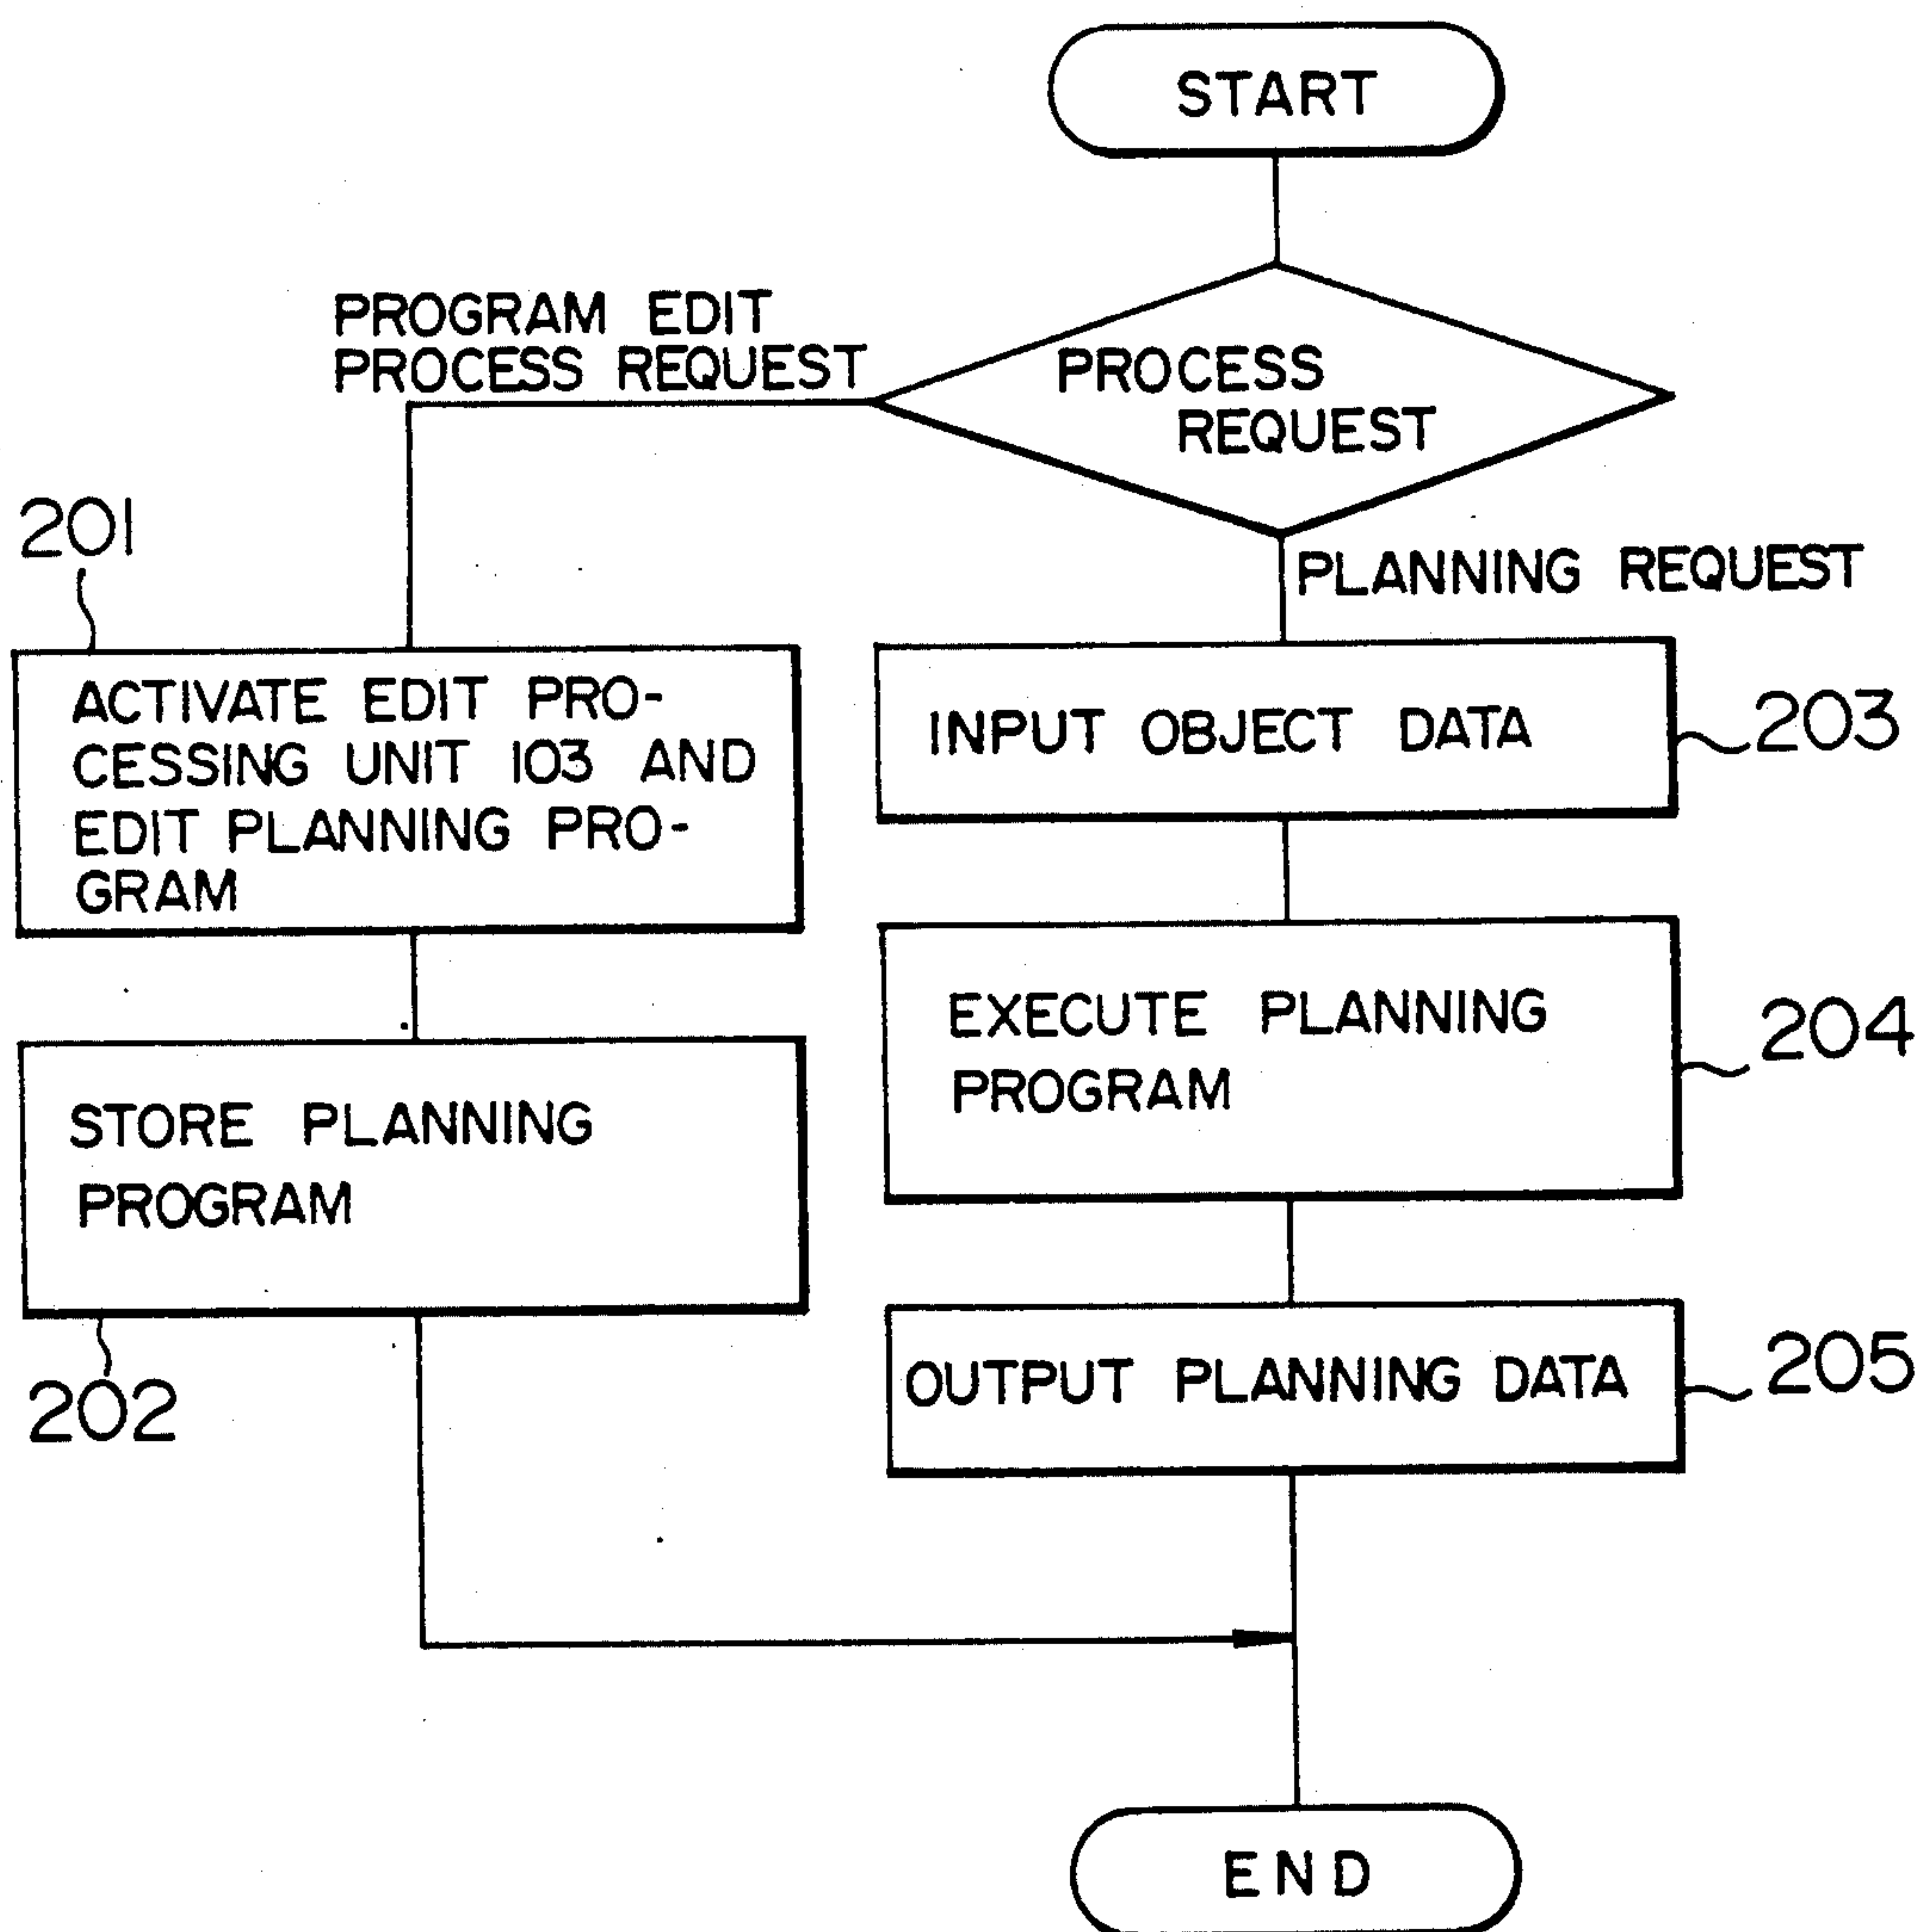 START
PROGRAM EDIT
PROCESS REQUEST
PROCESS
REQUEST
PLANNING REQUEST
201
ACTIVATE EDIT PRO-
CESSING UNIT 103 AND
EDIT PLANNING PRO-
GRAM
INPUT OBJECT DATA
203
EXECUTE PLANNING
PROGRAM
204
STORE PLANNING
PROGRAM
202
OUTPUT PLANNING DATA
205
END